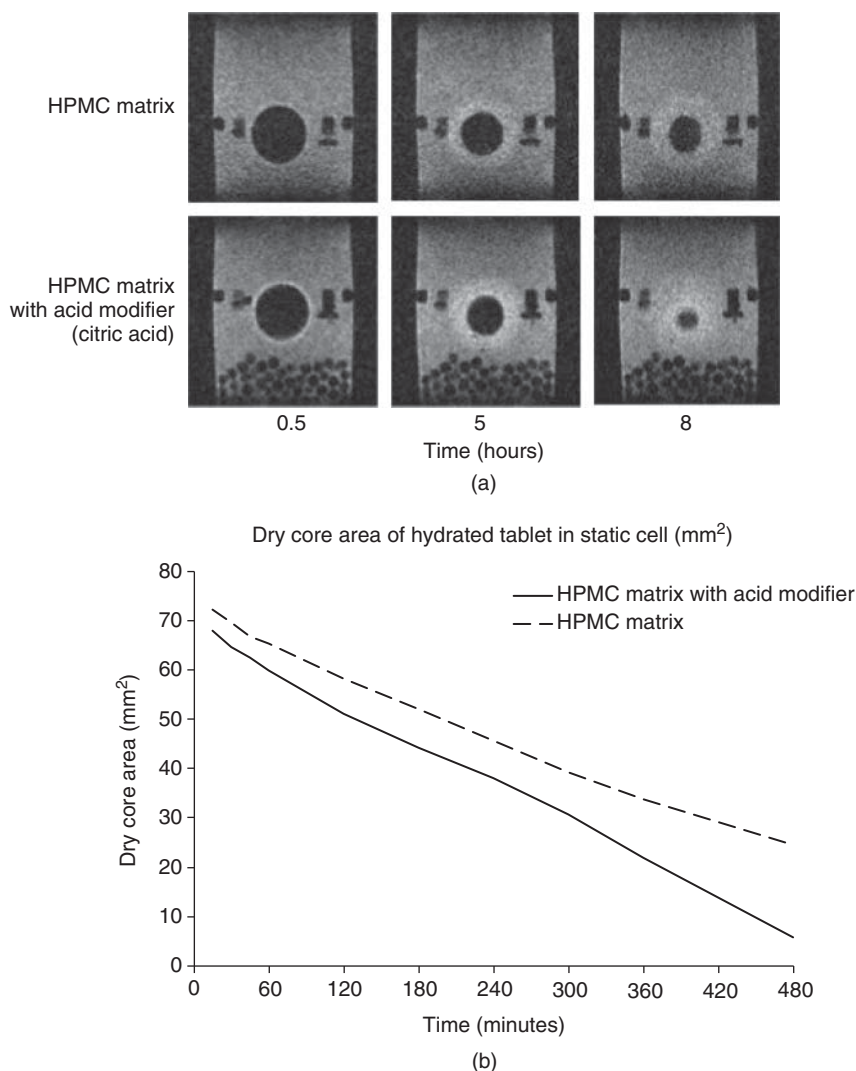 HPMC matrix
HPMC matrix
with acid modifier
(citric acid)
0.5 5 8
Time (hours)
(a)
Dry core area of hydrated tablet in static cell (mm²)
HPMC matrix with acid modifier
HPMC matrix
Dry core area (mm²)
80
70
60
50
40
30
20
10
0
0 60 120 180 240 300 360 420 480
Time (minutes)
(b)